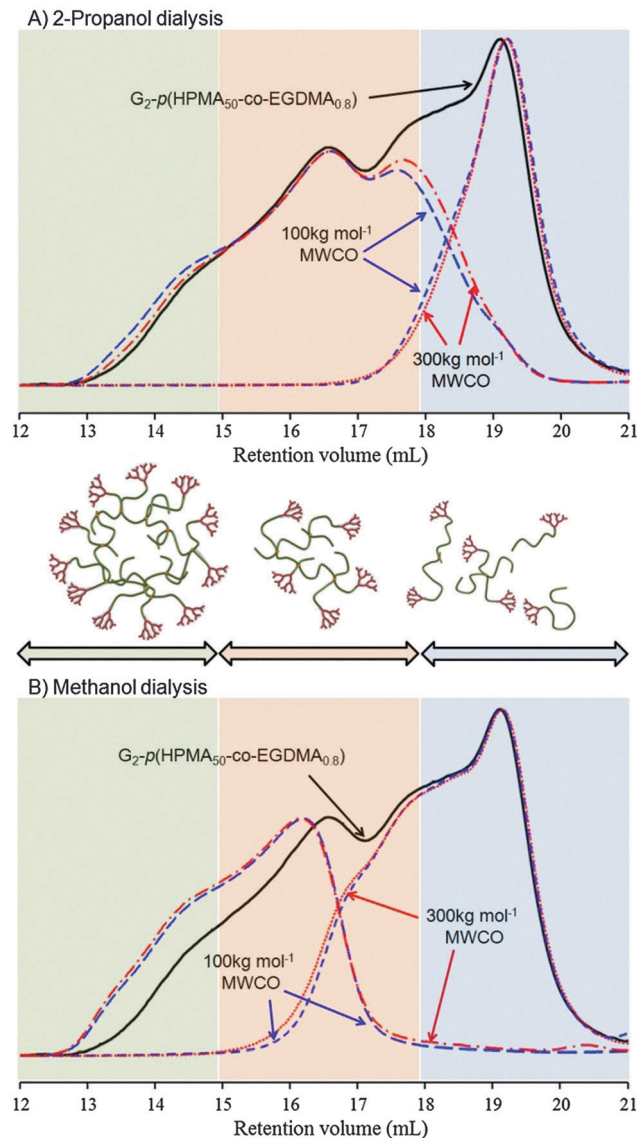 A) 2-Propanol dialysis
G₂-p(HPMA₅₀-co-EGDMA₀.₈)
100kg mol⁻¹
MWCO
300kg mol⁻¹
MWCO
12 13 14 15 16 17 18 19 20 21
Retention volume (mL)
B) Methanol dialysis
G₂-p(HPMA₅₀-co-EGDMA₀.₈)
300kg mol⁻¹
MWCO
100kg mol⁻¹
MWCO
12 13 14 15 16 17 18 19 20 21
Retention volume (mL)